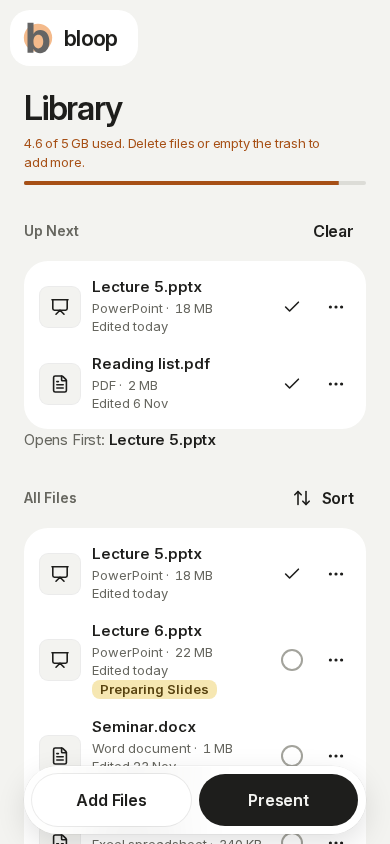 bloop
Library
4.6 of 5 GB used. Delete files or empty the trash to
add more.
Up Next
Clear
Lecture 5.pptx
PowerPoint · 18 MB
Edited today
Reading list.pdf
PDF · 2 MB
Edited 6 Nov
Opens First: Lecture 5.pptx
All Files
Sort
Lecture 5.pptx
PowerPoint · 18 MB
Edited today
Lecture 6.pptx
PowerPoint · 22 MB
Edited today
Preparing Slides
Seminar.docx
Word document · 1 MB
Add Files
Present